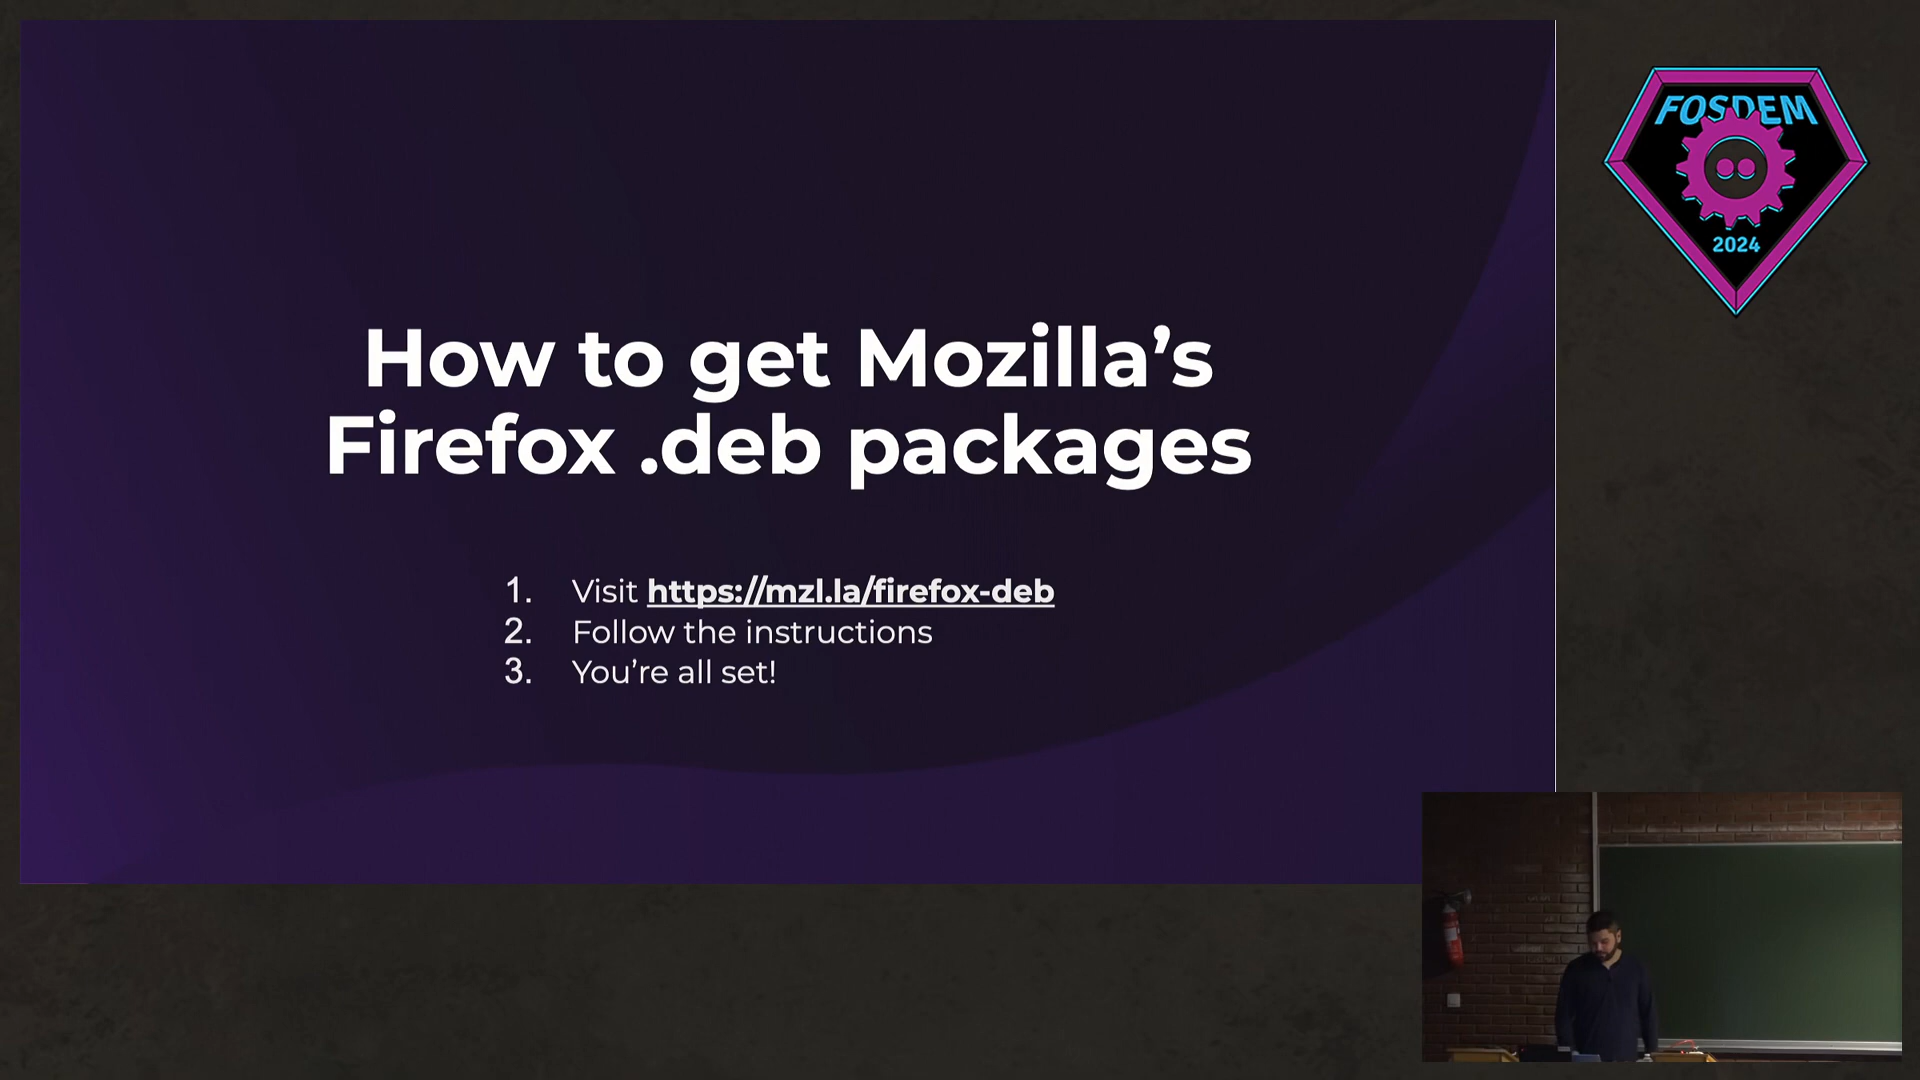 How to get Mozilla’s
Firefox .deb packages
1. Visit https://mzl.la/firefox-deb
2. Follow the instructions
3. You’re all set!
FOSDEM
2024